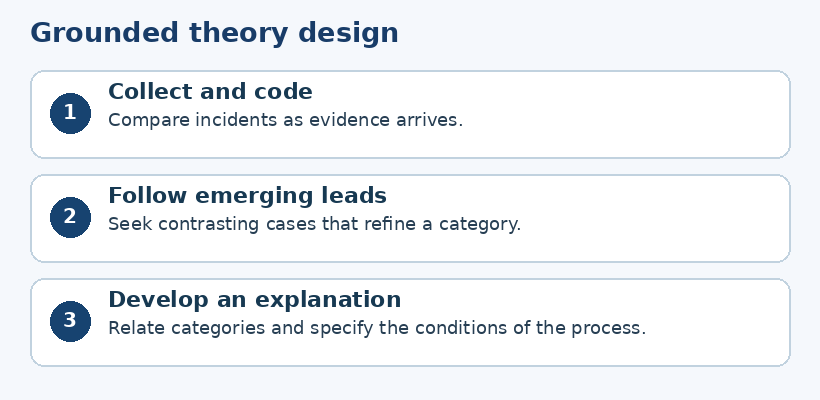 Grounded theory design
1
Collect and code
Compare incidents as evidence arrives.
2
Follow emerging leads
Seek contrasting cases that refine a category.
3
Develop an explanation
Relate categories and specify the conditions of the process.